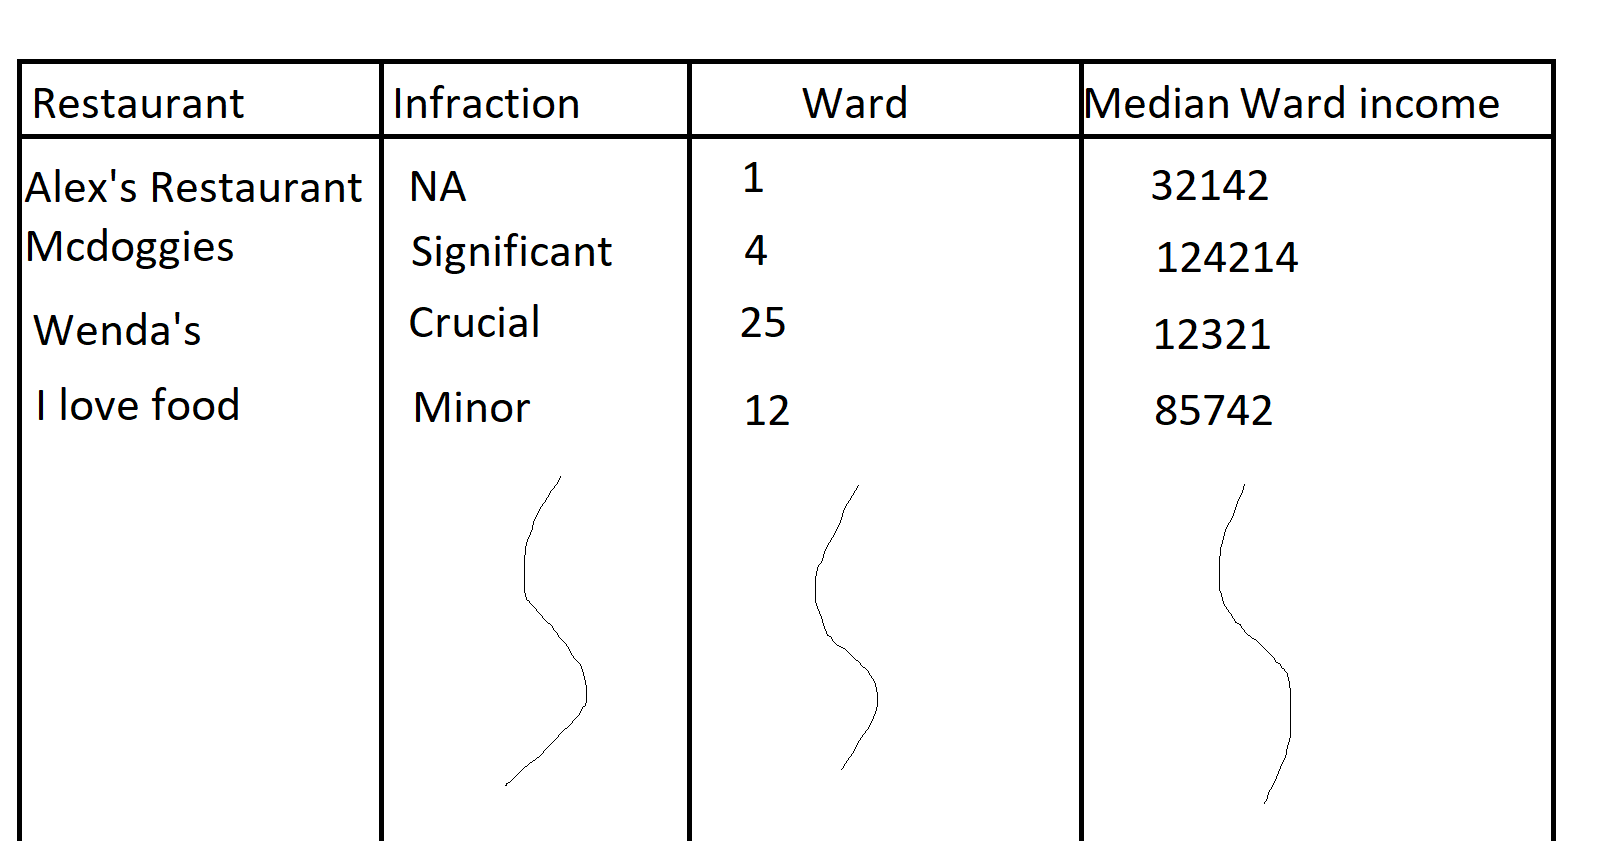 Restaurant Infraction Ward Median Ward income
Alex's Restaurant NA 1 32142
Mcdoggies Significant 4 124214
Wenda's Crucial 25 12321
I love food Minor 12 85742